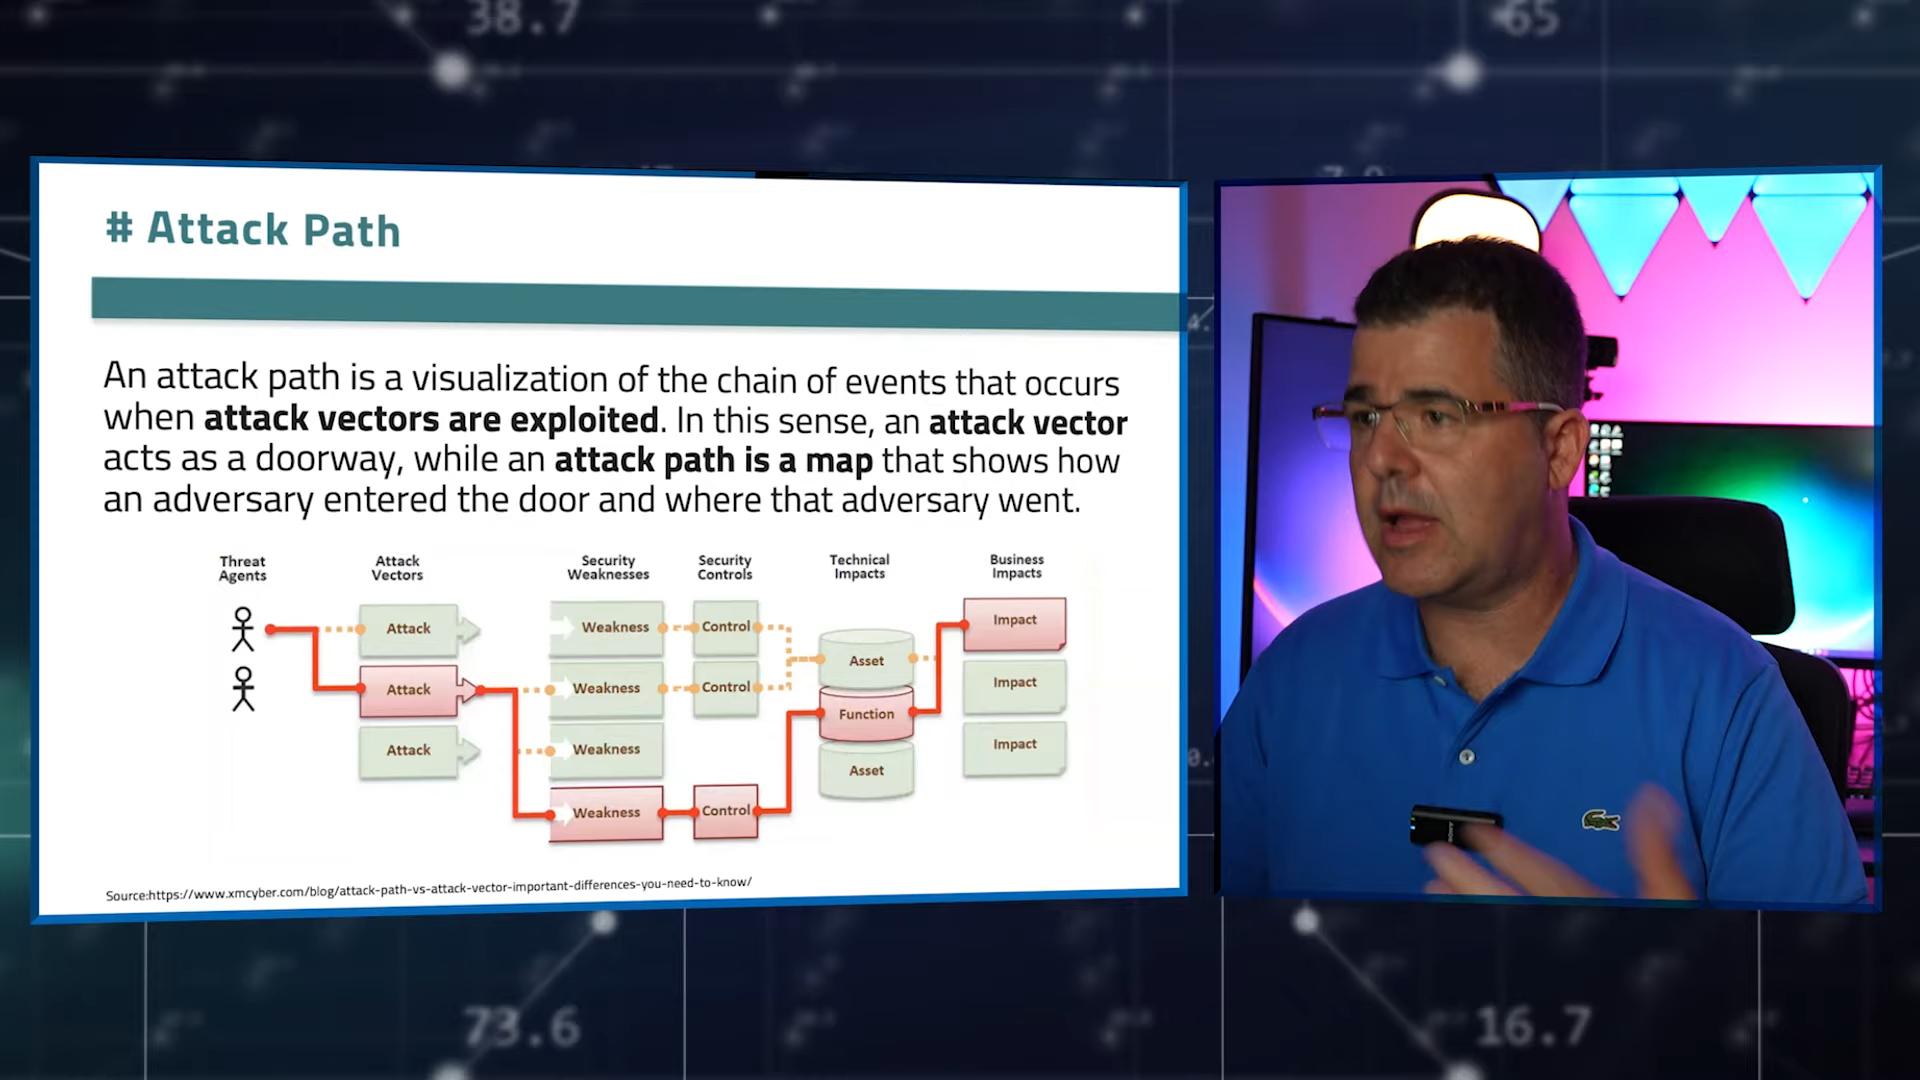 38.7
65
# Attack Path
An attack path is a visualization of the chain of events that occurs
when attack vectors are exploited. In this sense, an attack vector
acts as a doorway, while an attack path is a map that shows how
an adversary entered the door and where that adversary went.
Threat
Agents
Attack
Vectors
Security
Weaknesses
Security
Controls
Technical
Impacts
Business
Impacts
Attack
Weakness
Control
Impact
Asset
Attack
Weakness
Control
Impact
Function
Attack
Weakness
Impact
Asset
Weakness
Control
Source:https://www.xmcyber.com/blog/attack-path-vs-attack-vector-important-differences-you-need-to-know/
73.6
16.7